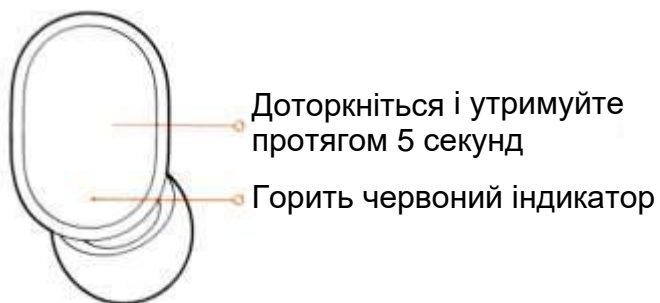 Доторкніться і утримуйте
протягом 5 секунд
Горить червоний індикатор